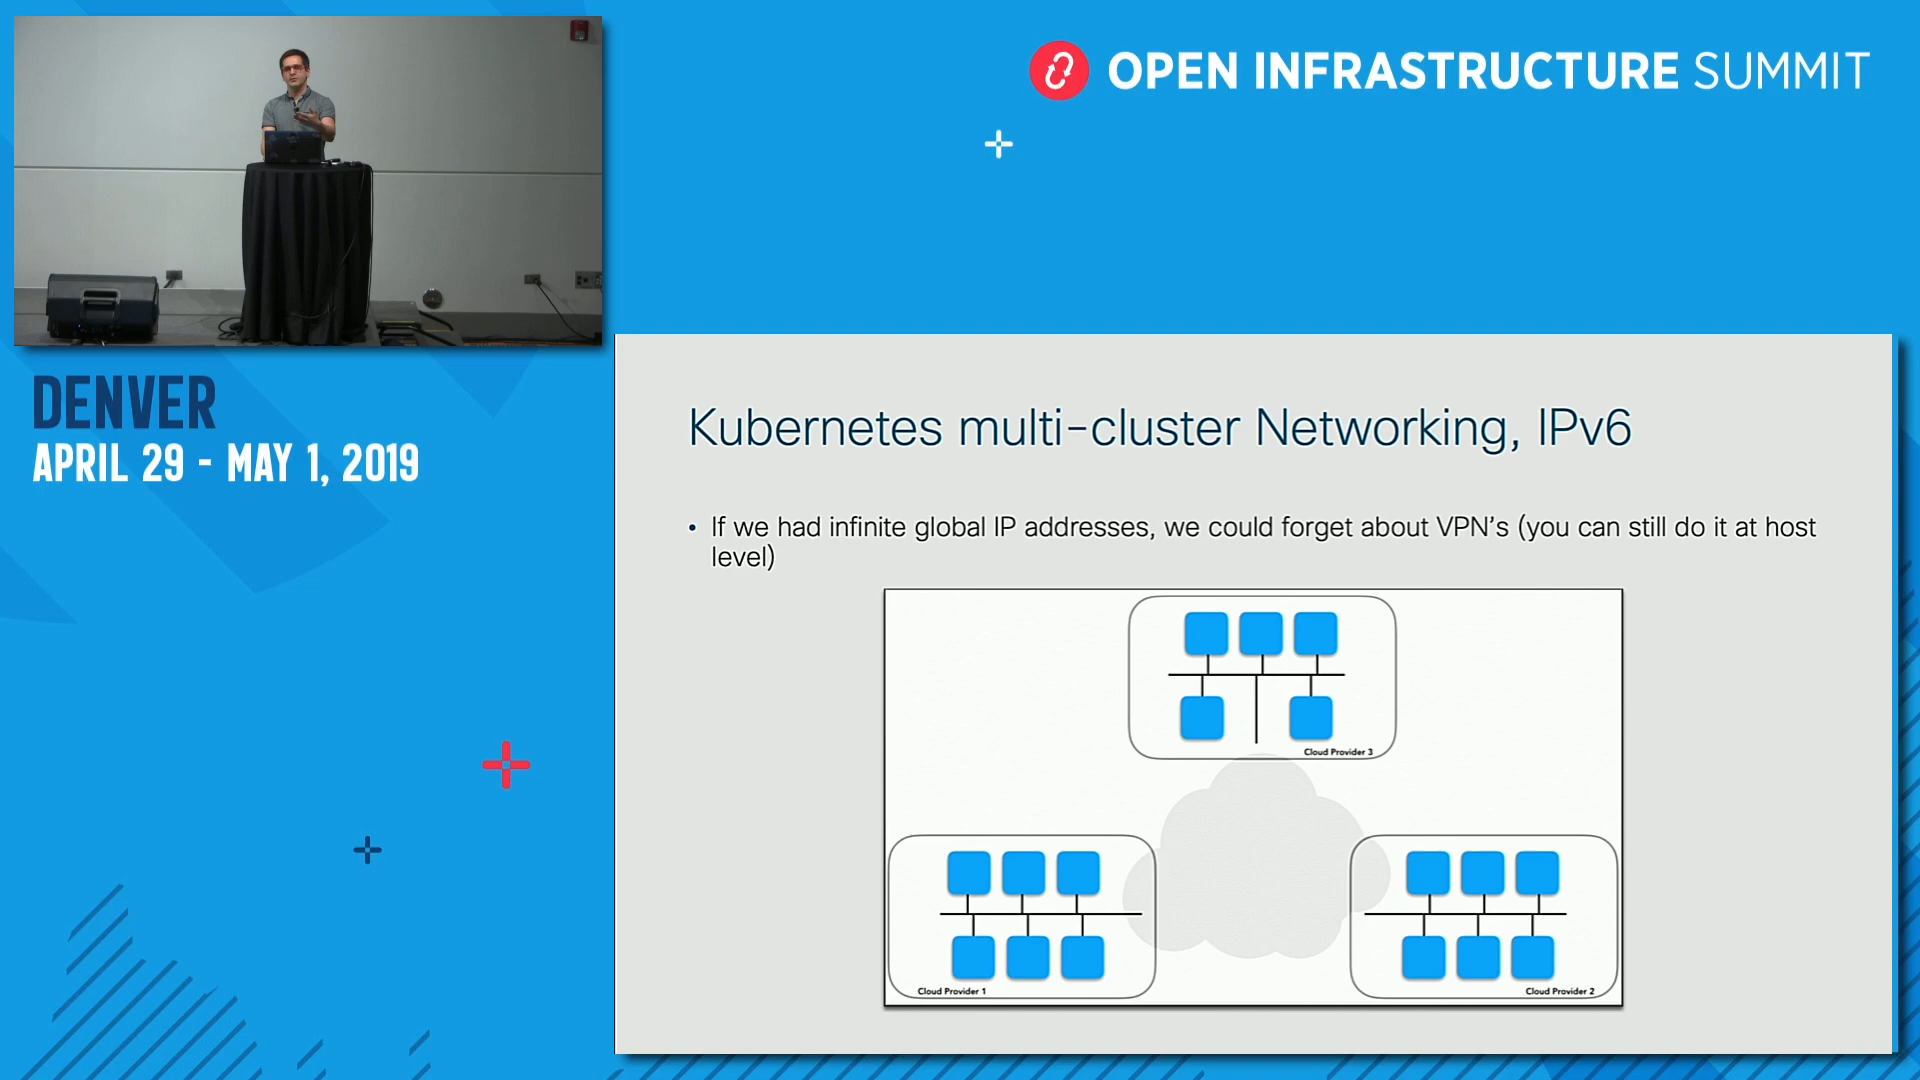 OPEN INFRASTRUCTURE SUMMIT
DENVER
APRIL 29 - MAY 1, 2019
Kubernetes multi-cluster Networking, IPv6
• If we had infinite global IP addresses, we could forget about VPN's (you can still do it at host
level)
Cloud Provider 3
Cloud Provider 1
Cloud Provider 2